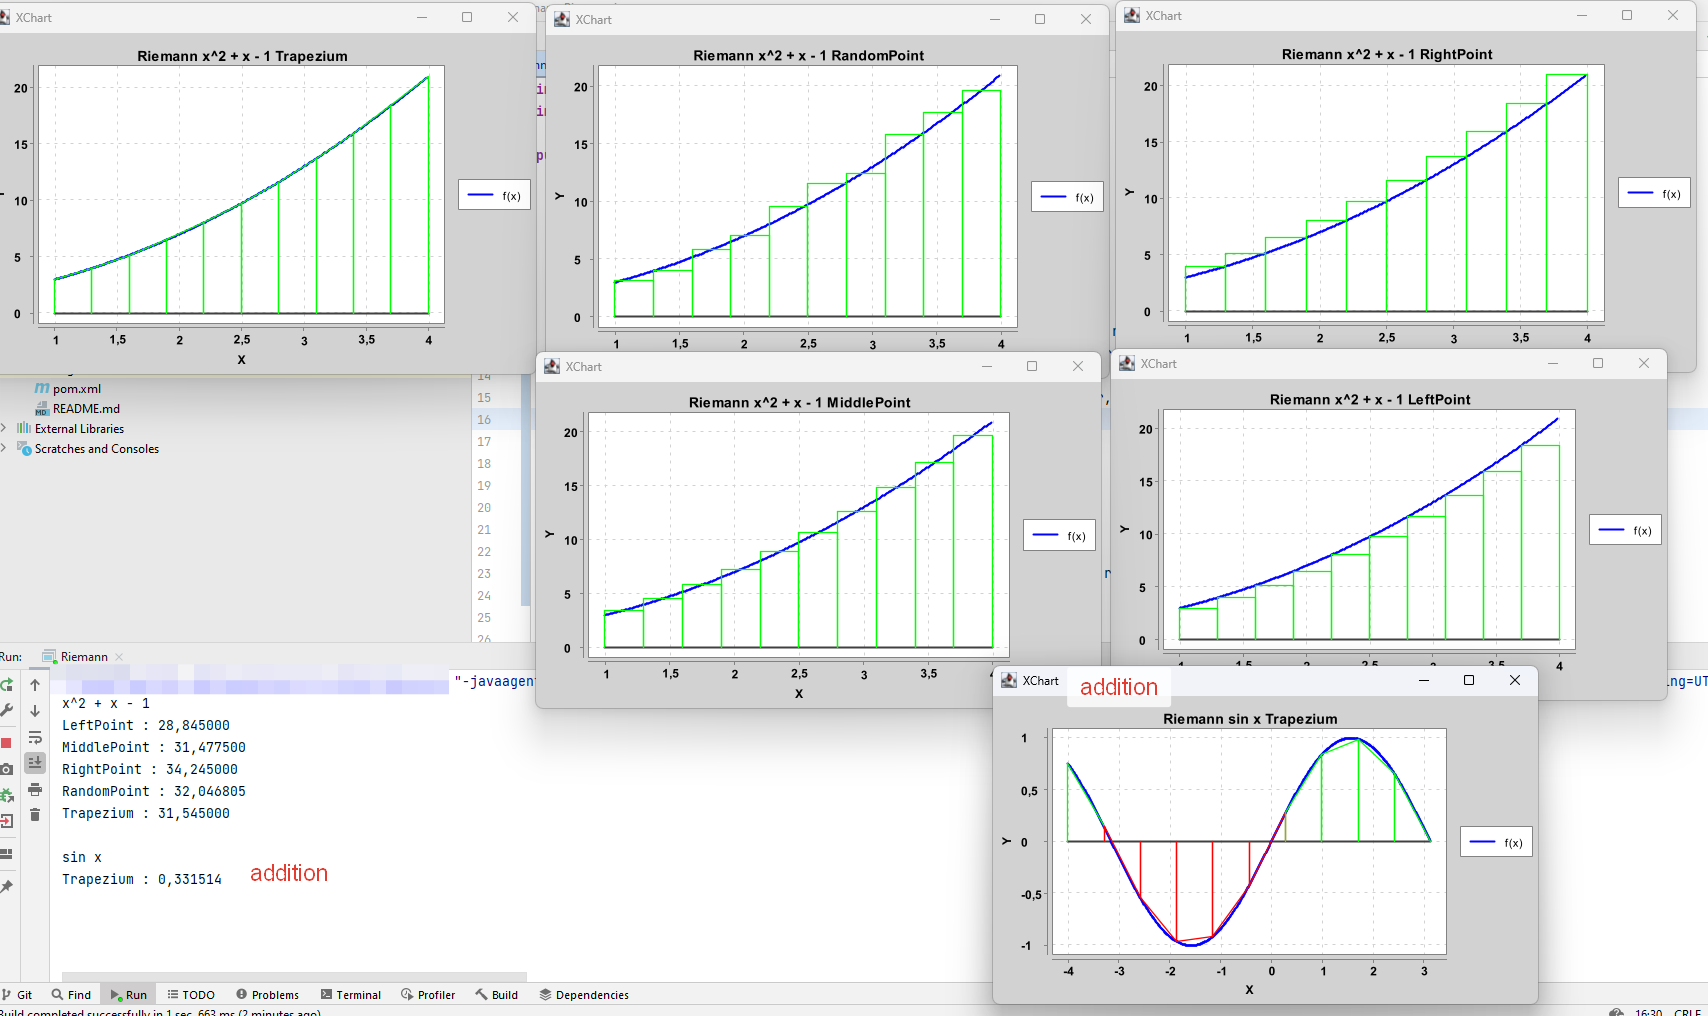 XChart
Riemann x^2 + x - 1 Trapezium
20
15
10
5
0
1
1,5
2
2,5
3
3,5
4
X
f(x)
XChart
Riemann x^2 + x - 1 RandomPoint
Y
20
15
10
5
0
1
1,5
2
2,5
3
3,5
4
f(x)
XChart
Riemann x^2 + x - 1 RightPoint
Y
20
15
10
5
0
1
1,5
2
2,5
3
3,5
4
f(x)
XChart
Riemann x^2 + x - 1 MiddlePoint
Y
20
15
10
5
0
1
1,5
2
2,5
3
3,5
4
X
f(x)
XChart
Riemann x^2 + x - 1 LeftPoint
Y
20
15
10
5
0
1
1,5
2
2,5
3
3,5
4
f(x)
pom.xml
README.md
External Libraries
Scratches and Consoles
14
15
16
17
18
19
20
21
22
23
24
25
26
Run:
Riemann
"-javaagent
x^2 + x - 1
LeftPoint : 28,845000
MiddlePoint : 31,477500
RightPoint : 34,245000
RandomPoint : 32,046805
Trapezium : 31,545000
sin x
Trapezium : 0,331514
addition
XChart
addition
Riemann sin x Trapezium
Y
1
0,5
0
-0,5
-1
-4
-3
-2
-1
0
1
2
3
X
f(x)
ing=UT
Git
Find
Run
TODO
Problems
Terminal
Profiler
Build
Dependencies
Build completed successfully in 1 sec, 663 ms (2 minutes ago)
16:30
CRLF